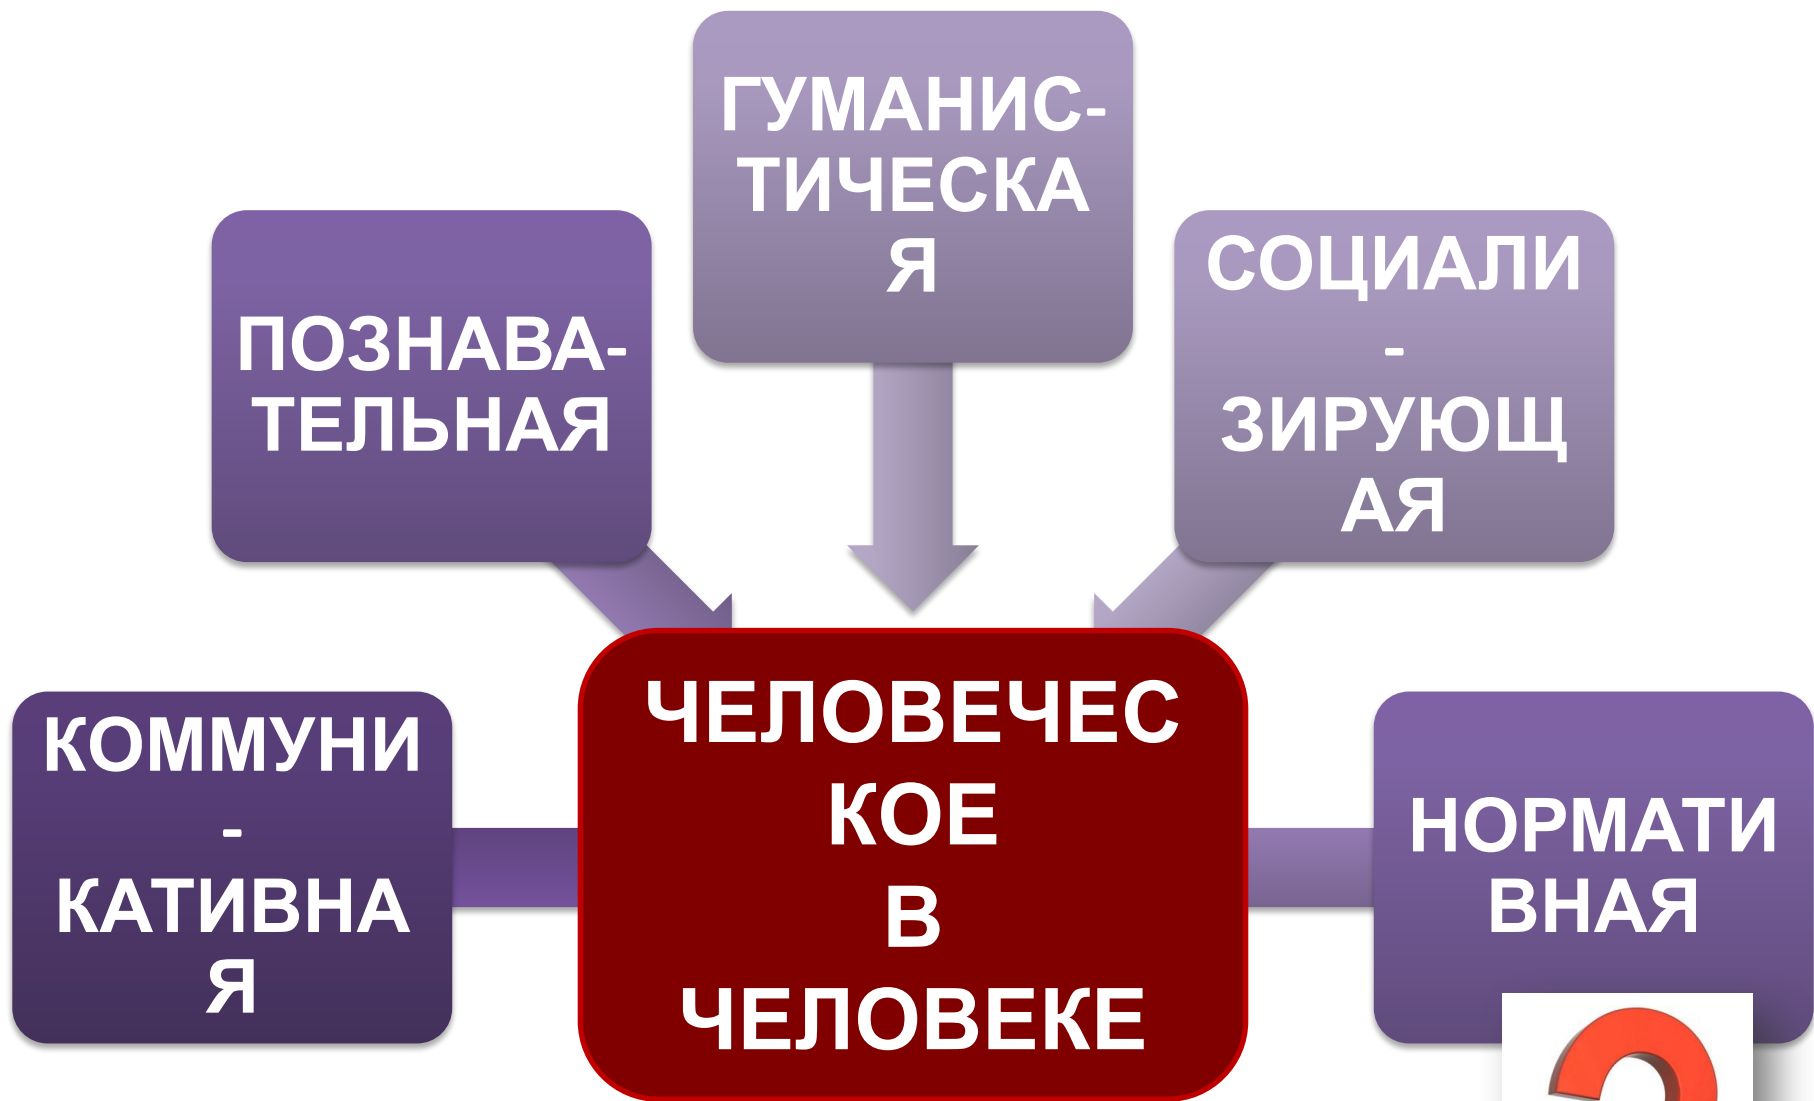 ГУМАНИС-
ТИЧЕСКА
Я
ПОЗНАВА-
ТЕЛЬНАЯ
СОЦИАЛИ
-
ЗИРУЮЩ
АЯ
КОММУНИ
-
КАТИВНА
Я
ЧЕЛОВЕЧЕС
КОЕ
В
ЧЕЛОВЕКЕ
НОРМАТИ
ВНАЯ